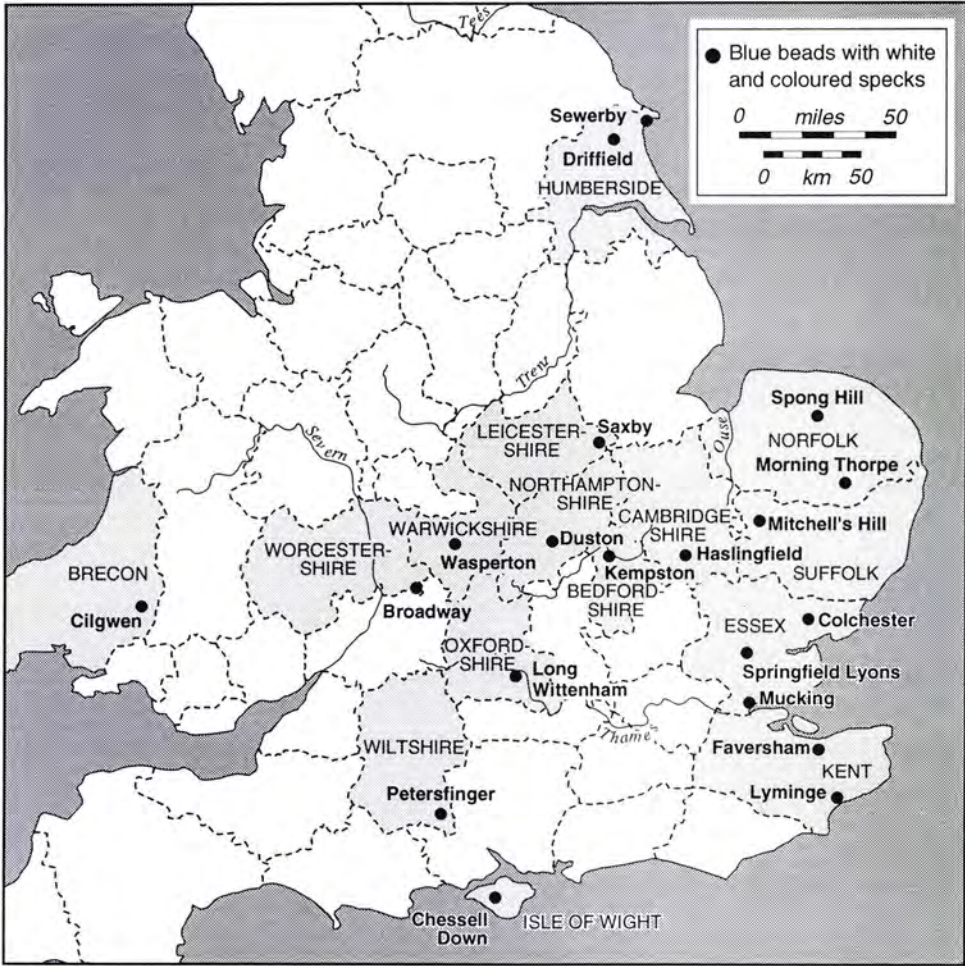 Tees
Blue beads with white
and coloured specks
0 miles 50
0 km 50
Sewerby
Driffield
HUMBERSIDE
Trent
Severn
Ouse
Spong Hill
NORFOLK
Morning Thorpe
LEICESTER-
SHIRE
Saxby
NORTHAMPTON-
SHIRE
CAMBRIDGE-
SHIRE
Mitchell's Hill
WARWICKSHIRE
Wasperton
Duston
Kempston
Haslingfield
SUFFOLK
WORCESTER-
SHIRE
BRECON
Cilgwen
Broadway
BEDFORD-
SHIRE
ESSEX
Colchester
OXFORD-
SHIRE
Long
Wittenham
Springfield Lyons
Mucking
Thames
WILTSHIRE
Faversham
KENT
Petersfinger
Lyminge
Chessell
Down
ISLE OF WIGHT